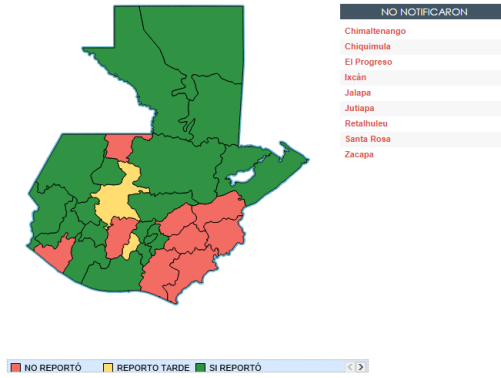 NO NOTIFICARON
Chimaltenango
Chiquimula
El Progreso
Ixcán
Jalapa
Jutiapa
Retalhuleu
Santa Rosa
Zacapa
NO REPORTÓ REPORTO TARDE SI REPORTÓ